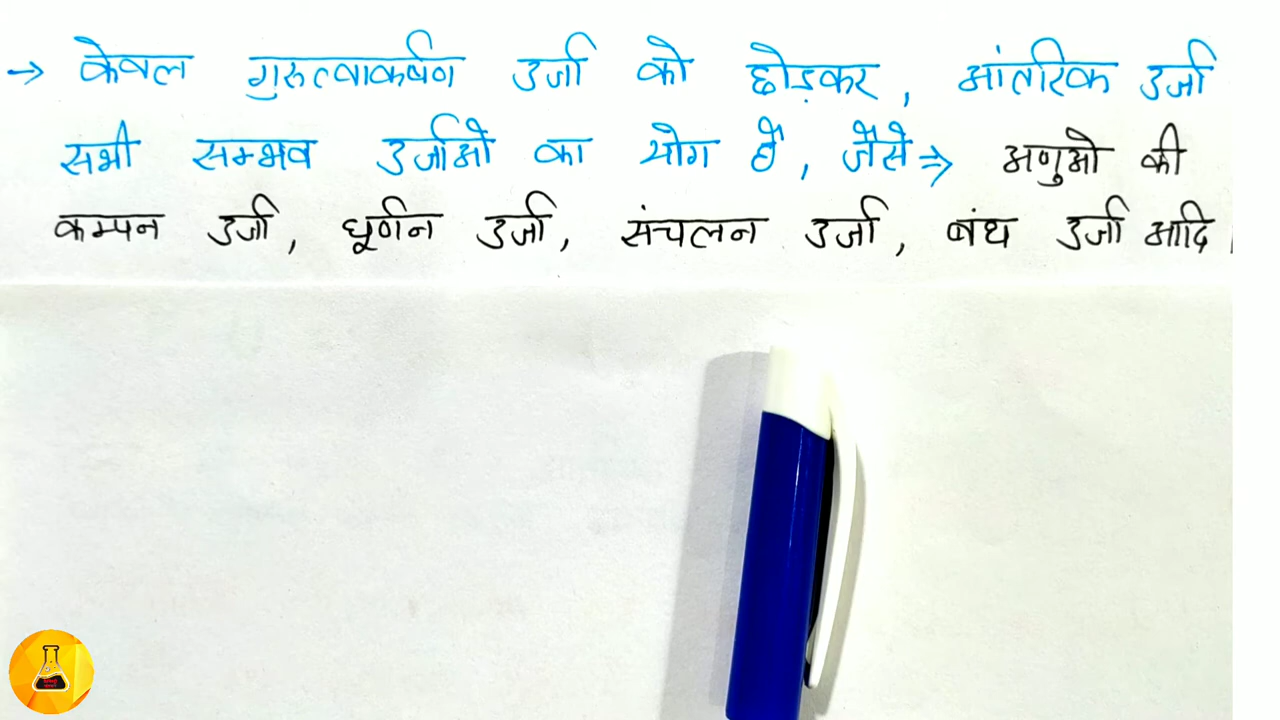 → केवल गुरुत्वाकर्षण उर्जा को छोड़कर, आंतरिक उर्जा
सभी सम्भव उर्जाओ का योग है, जैसे ⇒ अणुओ की
कम्पन उर्जा, घूर्णन उर्जा, संचलन उर्जा, बंध उर्जा आदि।